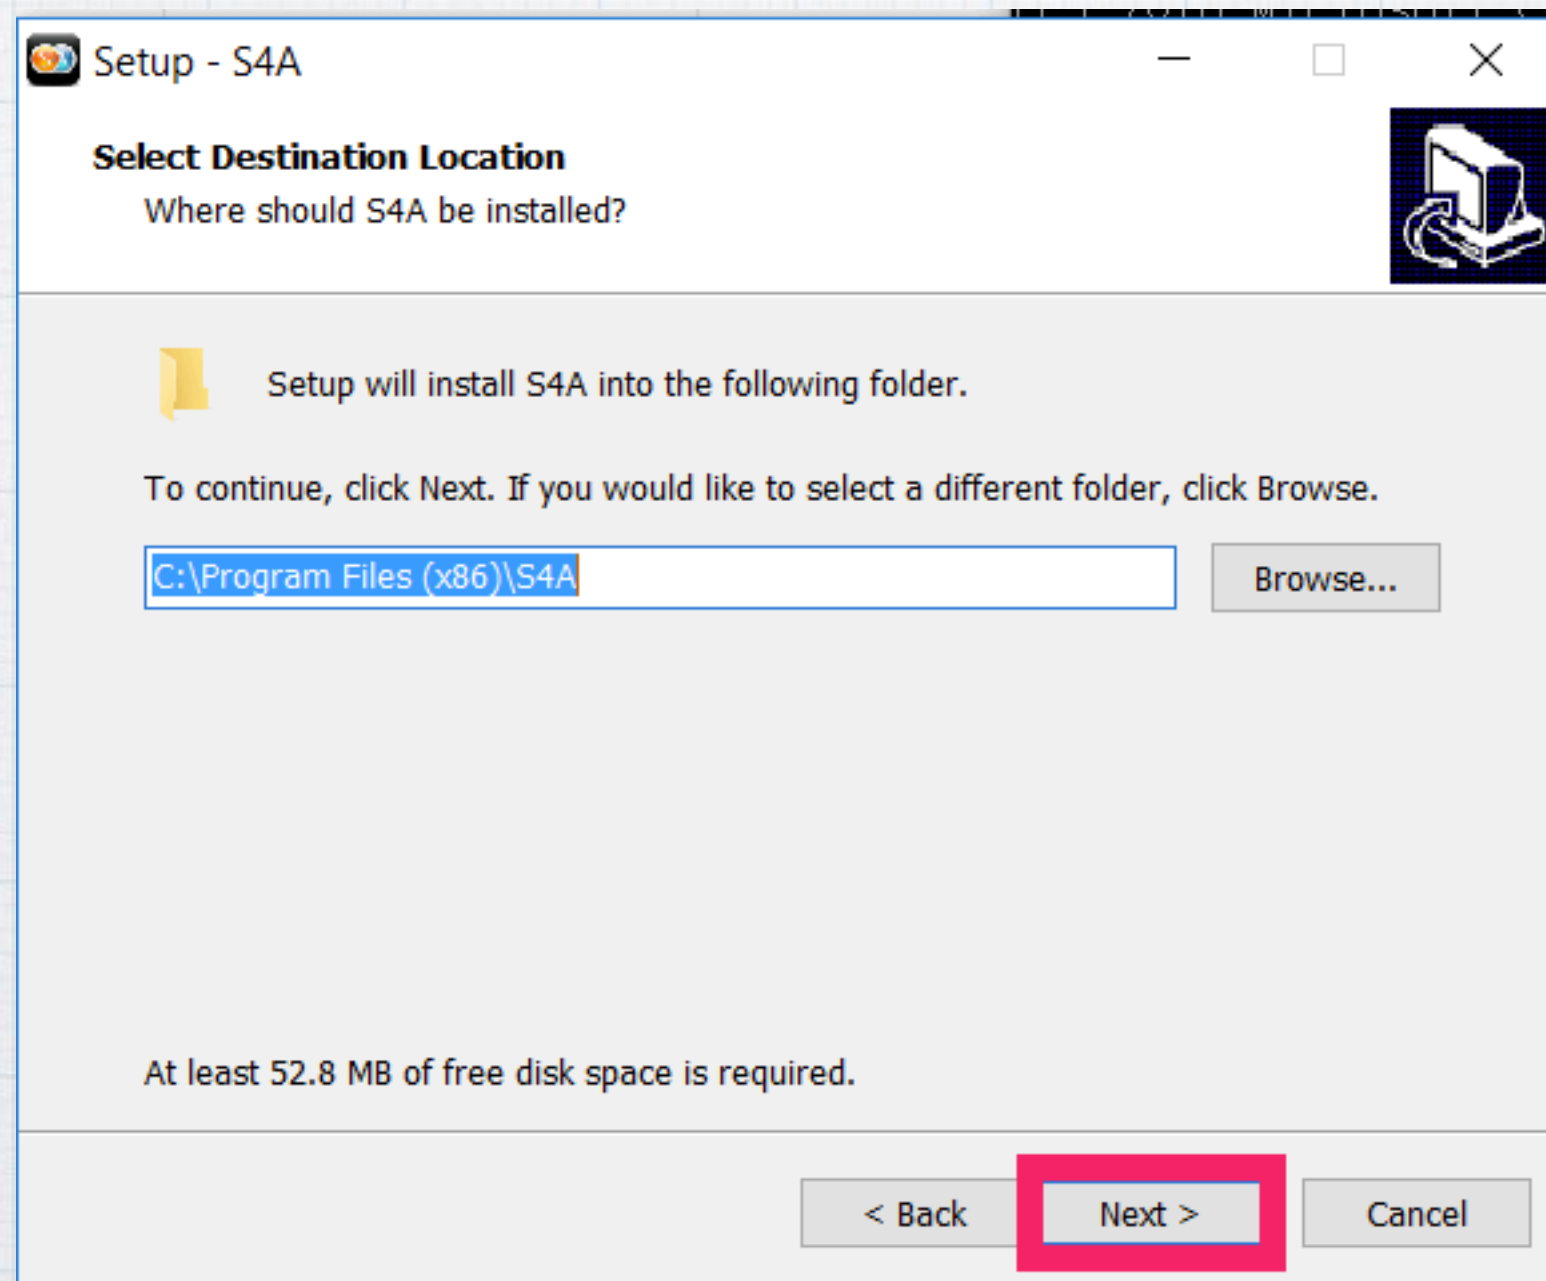 Setup - S4A
Select Destination Location
Where should S4A be installed?
Setup will install S4A into the following folder.
To continue, click Next. If you would like to select a different folder, click Browse.
C:\Program Files (x86)\S4A
Browse...
At least 52.8 MB of free disk space is required.
< Back
Next >
Cancel